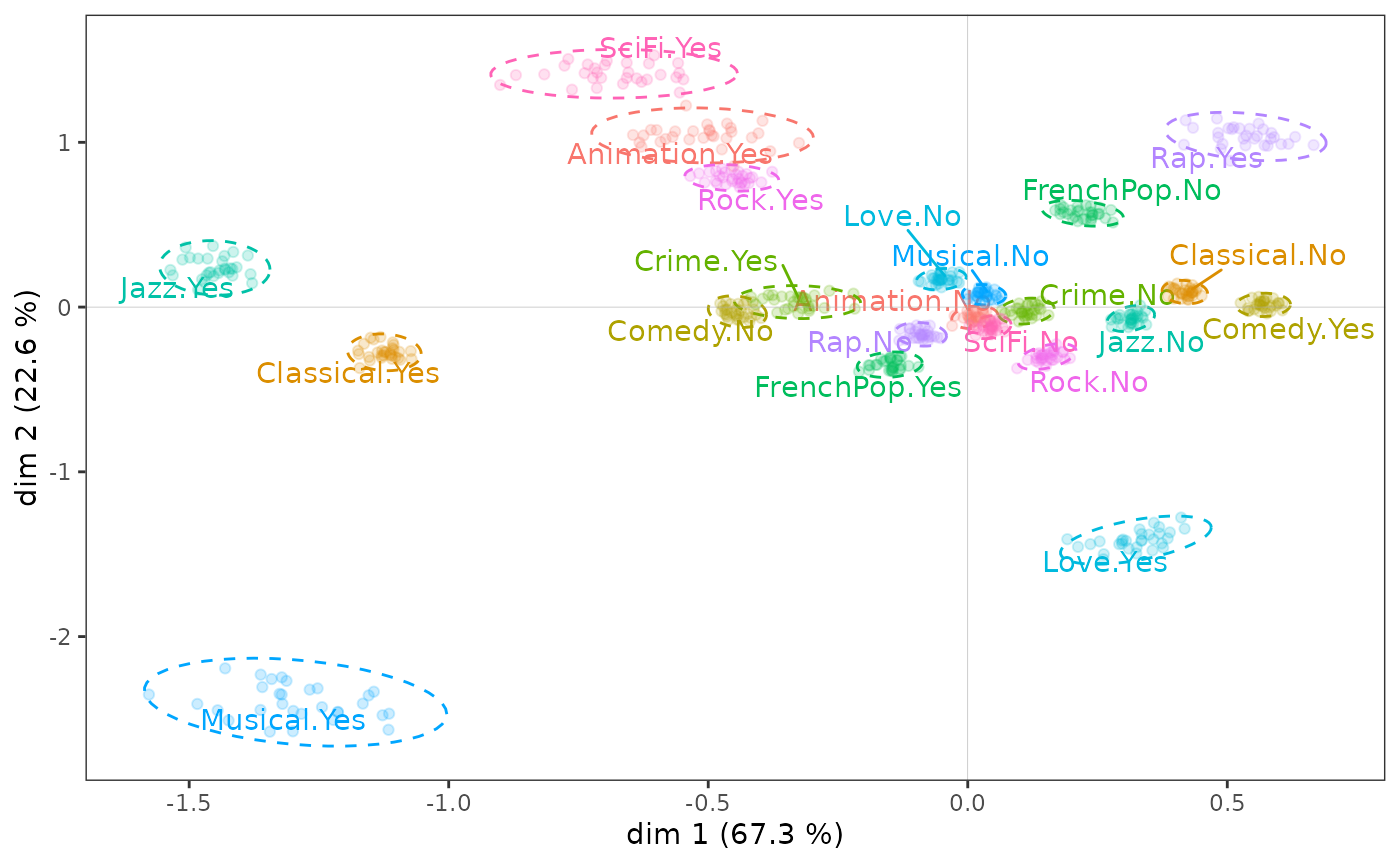 SciFi.Yes
1
Animation.Yes
Rap.Yes
Rock.Yes
FrenchPop.No
Love.No
Crime.Yes
Musical.No
Classical.No
Jazz.Yes
0
Animation.No
Crime.No
Comedy.No
Rap.No
SciFi.No
Jazz.No
Comedy.Yes
Classical.Yes
FrenchPop.Yes
Rock.No
-1
Love.Yes
-2
Musical.Yes
-1.5
-1.0
-0.5
0.0
0.5
dim 1 (67.3 %)
dim 2 (22.6 %)